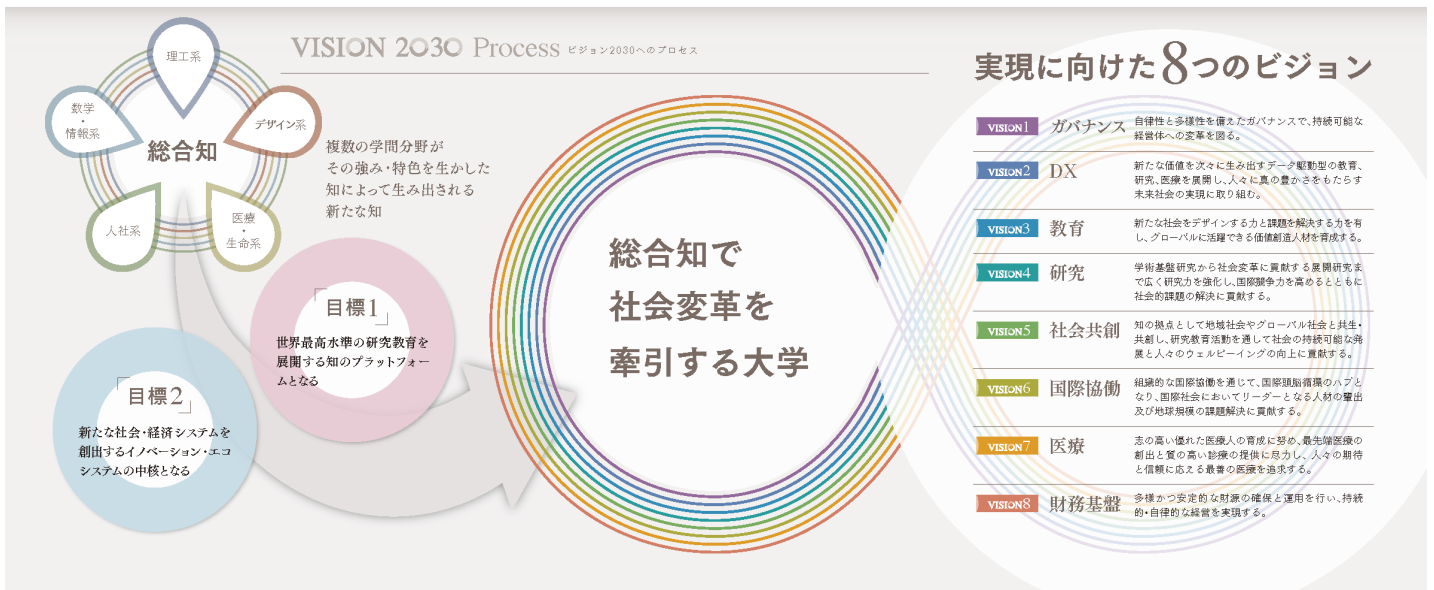 VISION 2030 Process ビジョン2030へのプロセス
理工系
数学
・
情報系
デザイン系
総合知
人社系
医療
・
生命系
複数の学問分野が
その強み・特色を生かした
知によって生み出される
新たな知
「目標1」
世界最高水準の研究教育を
展開する知のプラットフォー
ムとなる
「目標2」
新たな社会・経済システムを
創出するイノベーション・エコ
システムの中核となる
総合知で
社会変革を
牽引する大学
実現に向けた8つのビジョン
VISION1 ガバナンス
自律性と多様性を備えたガバナンスで、持続可能な
経営体への変革を図る。
VISION2 DX
新たな価値を次々に生み出すデータ駆動型の教育、
研究、医療を展開し、人々に真の豊かさをもたらす
未来社会の実現に取り組む。
VISION3 教育
新たな社会をデザインする力と課題を解決する力を有
し、グローバルに活躍できる価値創造人材を育成する。
VISION4 研究
学術基盤研究から社会変革に貢献する展開研究ま
で広く研究力を強化し、国際競争力を高めるとともに
社会的課題の解決に貢献する。
VISION5 社会共創
知の拠点として地域社会やグローバル社会と共生・
共創し、研究教育活動を通して社会の持続可能な発
展と人々のウェルビーイングの向上に貢献する。
VISION6 国際協働
組織的な国際協働を通じて、国際頭脳循環のハブと
なり、国際社会においてリーダーとなる人材の輩出
及び地球規模の課題解決に貢献する。
VISION7 医療
志の高い優れた医療人の育成に努め、最先端医療の
創出と質の高い診療の提供に尽力し、人々の期待
と信頼に応える最善の医療を追求する。
VISION8 財務基盤
多様かつ安定的な財源の確保と運用を行い、持続
的・自律的な経営を実現する。